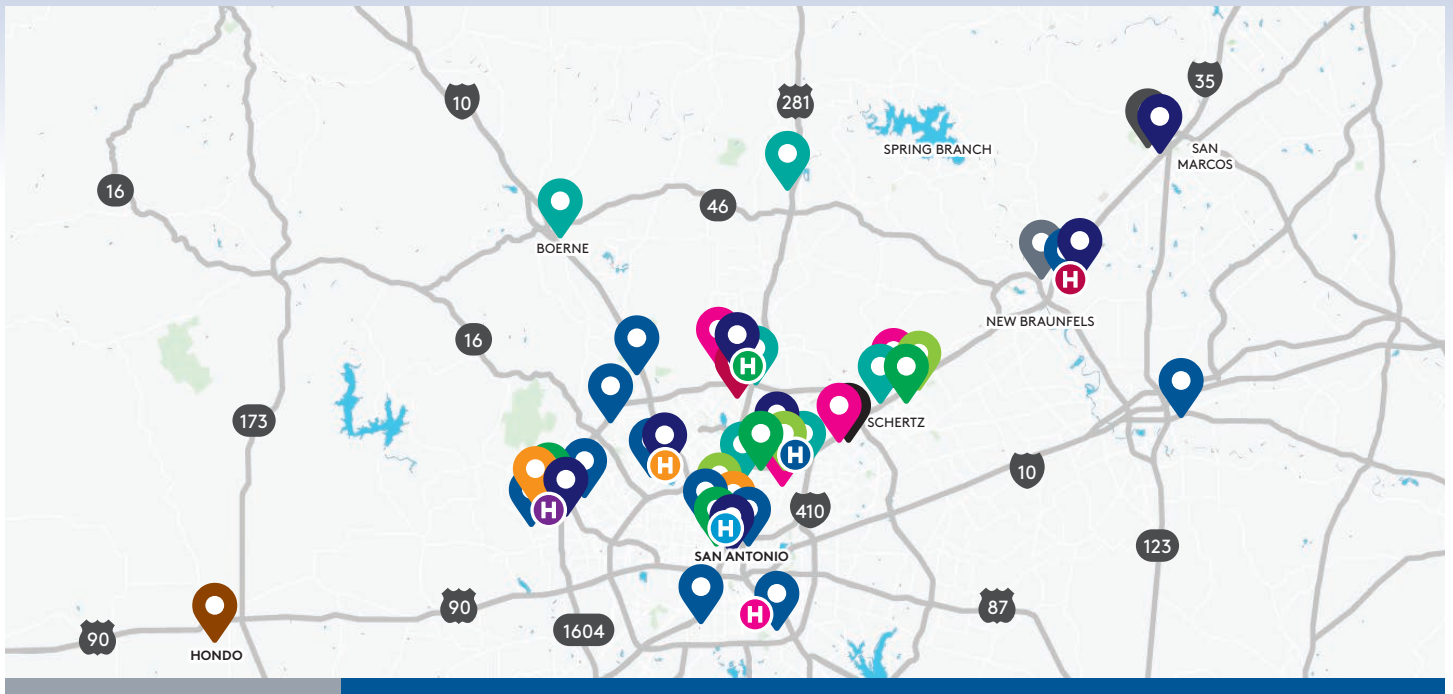 35
10
281
SPRING BRANCH
SAN
MARCOS
16
46
BOERNE
H
NEW BRAUNFELS
16
H
173
SCHERTZ
H
H
10
H
410
H
123
SAN ANTONIO
90
87
H
1604
90
HONDO